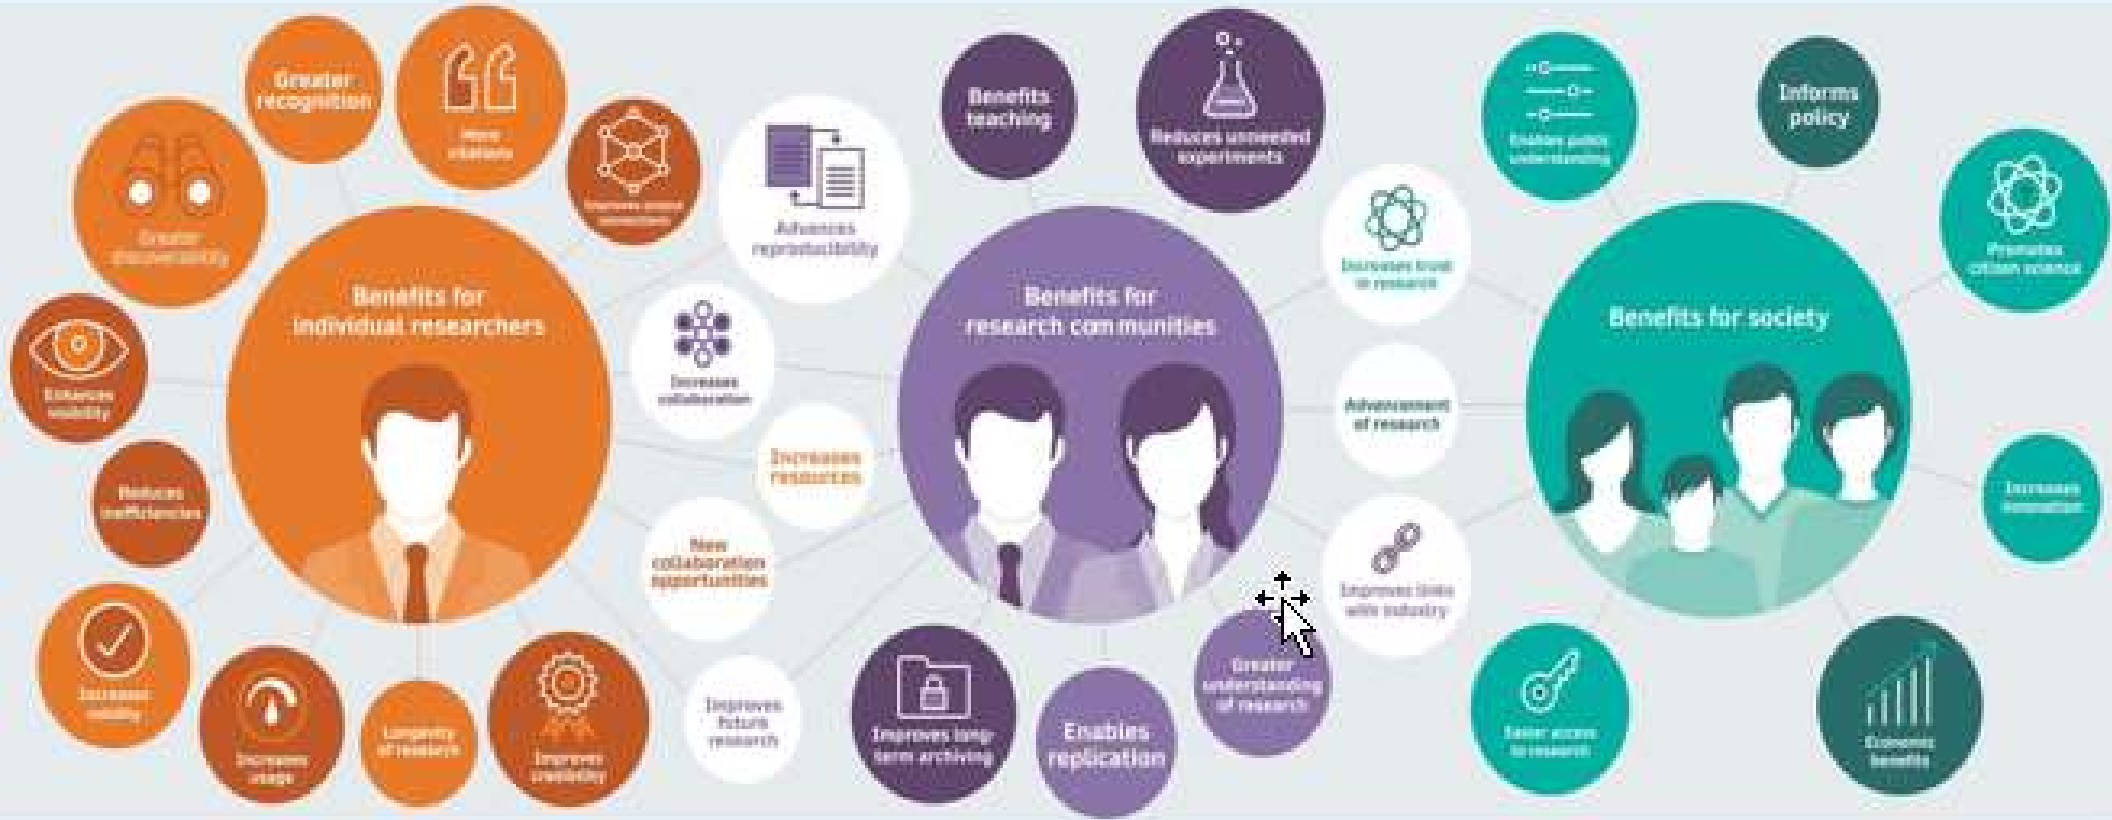 Greater
recognition
More
citations
Greater
discoverability
Improves
Enhances
visibility
Reduces
inefficiencies
Benefits for
individual researchers
Increases
Increases
usage
Longevity
of research
Improves
credibility
Advances
reproducibility
Increases
collaboration
Increases
resources
New
collaboration
opportunities
Improves
future
research
Benefits
teaching
Reduces unneeded
experiments
Benefits for
research communities
Improves long-
term archiving
Enables
replication
Greater
understanding
of research
Increases trust
in research
Advancement
of research
Improves links
with industry
Enables public
understanding
Informs
policy
Promotes
citizen science
Benefits for society
Increases
innovation
Easier access
to research
Economic
benefits